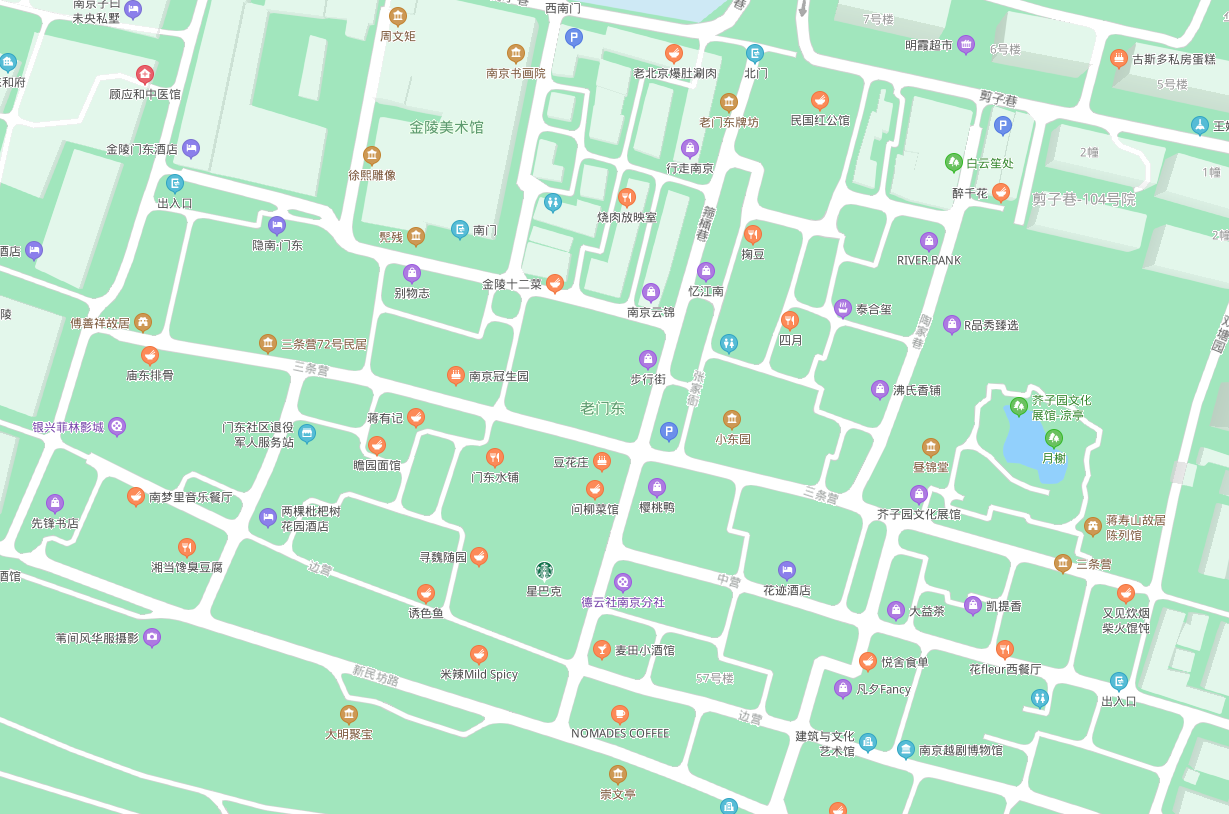 南京子曰
未央私墅
周文矩
西南门
子巷
巷
7号楼
明霞超市
6号楼
古斯多私房蛋糕
5号楼
南京书画院
老北京爆肚涮肉
北门
和府
顾应和中医馆
剪子巷
老门东牌坊
民国红公馆
金陵美术馆
金陵门东酒店
徐熙雕像
行走南京
白云笙处
2幢
1幢
出入口
醉千花
剪子巷-104号院
烧肉放映室
箍桶巷
隐南·门东
髹残
南门
掬豆
RIVER.BANK
2幢
酒店
别物志
金陵十二菜
忆江南
南京云锦
泰合玺
陵
傅善祥故居
三条营72号民居
四月
陶家巷
R品秀臻选
邓塘园
庙东排骨
三条营
南京冠生园
步行街
张家衖
沸氏香铺
老门东
芥子园文化
展馆-凉亭
银兴菲林影城
门东社区退役
军人服务站
蒋有记
小东园
月榭
瞻园面馆
豆花庄
昼锦堂
门东水铺
南梦里音乐餐厅
问柳菜馆
樱桃鸭
三条营
芥子园文化展馆
先锋书店
两棵枇杷树
花园酒店
蒋寿山故居
陈列馆
湘当馋臭豆腐
边营
寻魏随园
星巴克
中营
花迹酒店
三条营
酒馆
诱色鱼
德云社南京分社
大益茶
凯提香
又见炊烟
柴火馄饨
苇间风华服摄影
麦田小酒馆
悦舍食单
花fleur西餐厅
新民坊路
米辣Mild Spicy
57号楼
凡夕Fancy
出入口
大明聚宝
NOMADES COFFEE
边营
建筑与文化
艺术馆
南京越剧博物馆
崇文亭